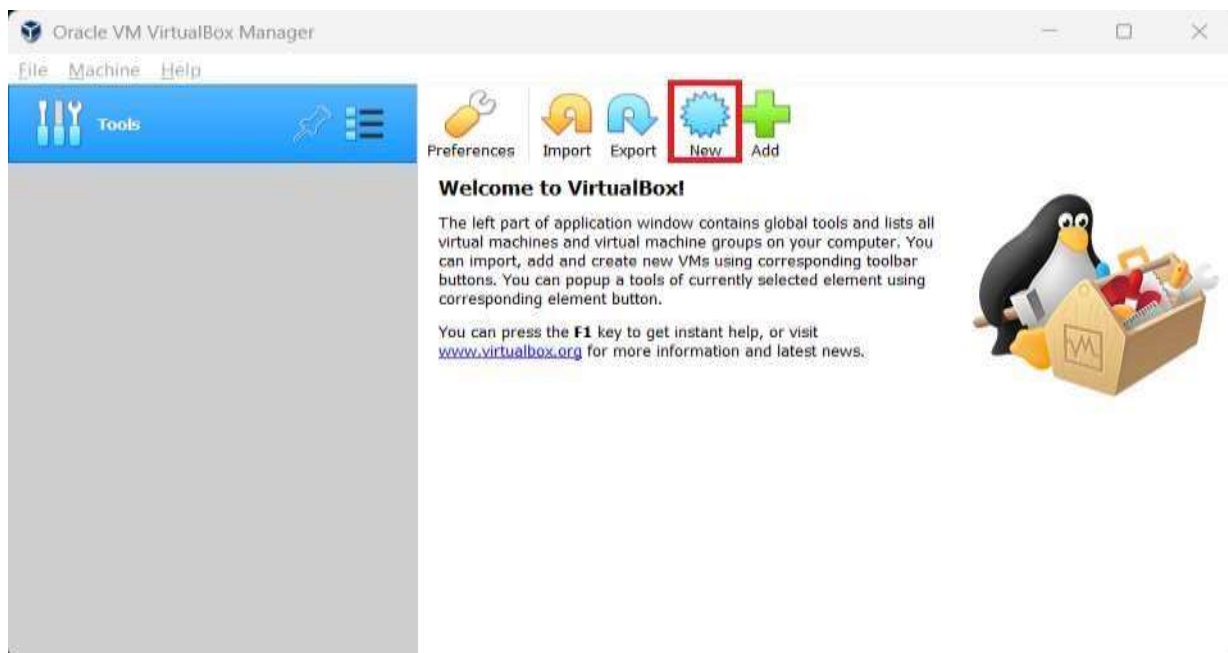 Oracle VM VirtualBox Manager
File Machine Help
Tools
Preferences Import Export New Add
Welcome to VirtualBox!
The left part of application window contains global tools and lists all
virtual machines and virtual machine groups on your computer. You
can import, add and create new VMs using corresponding toolbar
buttons. You can popup a tools of currently selected element using
corresponding element button.
You can press the F1 key to get instant help, or visit
www.virtualbox.org for more information and latest news.